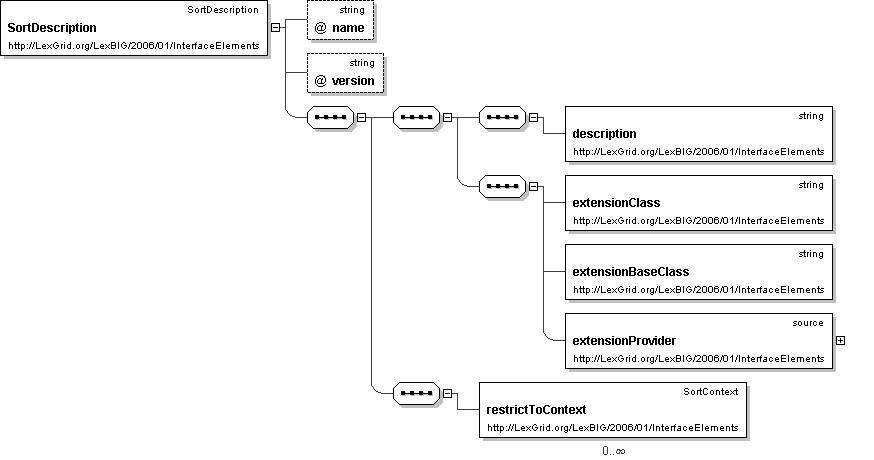 SortDescription
SortDescription
http://LexGrid.org/LexBIG/2006/01/InterfaceElements
string
@ name
string
@ version
string
description
http://LexGrid.org/LexBIG/2006/01/InterfaceElements
string
extensionClass
http://LexGrid.org/LexBIG/2006/01/InterfaceElements
string
extensionBaseClass
http://LexGrid.org/LexBIG/2006/01/InterfaceElements
source
extensionProvider
http://LexGrid.org/LexBIG/2006/01/InterfaceElements
SortContext
restrictToContext
http://LexGrid.org/LexBIG/2006/01/InterfaceElements
0..∞